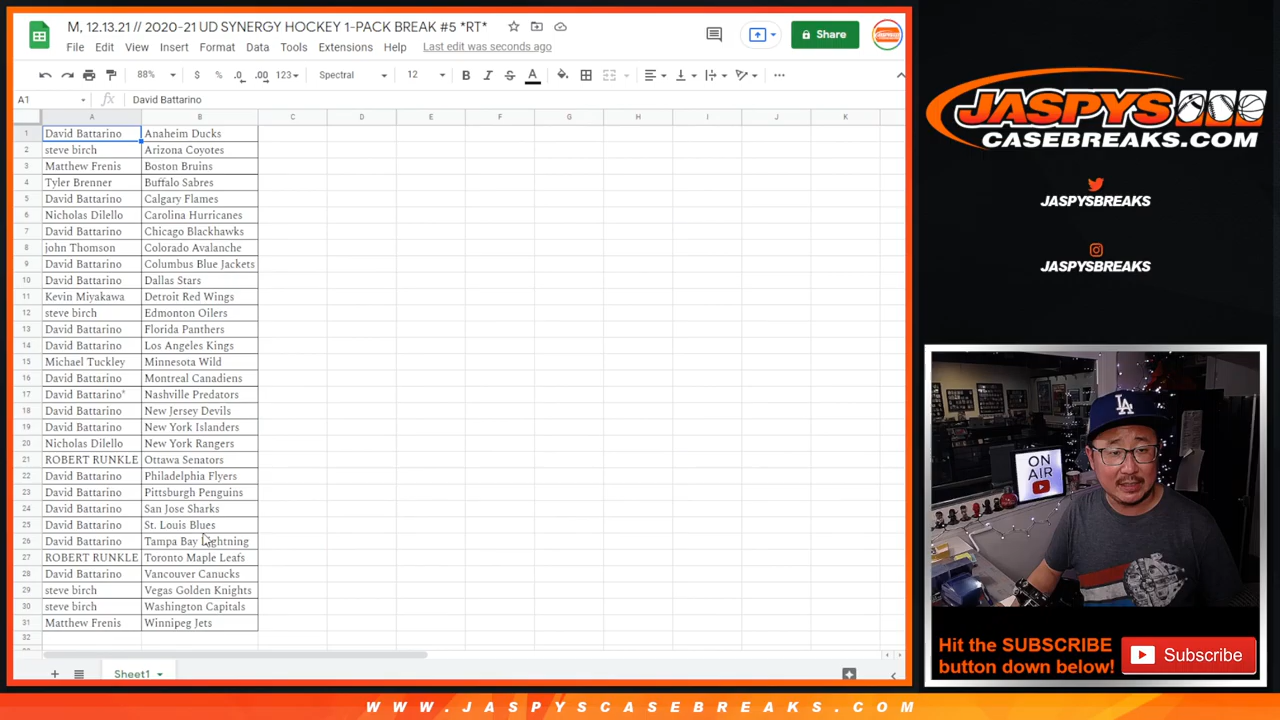 M, 12.13.21 // 2020-21 UD SYNERGY HOCKEY 1-PACK BREAK #5 *RT*
File Edit View Insert Format Data Tools Extensions Help Last edit was seconds ago
Share
88% $ % .0 .00 123 Spectral 12 B I S A
A1 fx David Battarino
A B C D E F G H I J K
1 David Battarino Anaheim Ducks
2 steve birch Arizona Coyotes
3 Matthew Frenis Boston Bruins
4 Tyler Brenner Buffalo Sabres
5 David Battarino Calgary Flames
6 Nicholas Dilello Carolina Hurricanes
7 David Battarino Chicago Blackhawks
8 john Thomson Colorado Avalanche
9 David Battarino Columbus Blue Jackets
10 David Battarino Dallas Stars
11 Kevin Miyakawa Detroit Red Wings
12 steve birch Edmonton Oilers
13 David Battarino Florida Panthers
14 David Battarino Los Angeles Kings
15 Michael Tuckley Minnesota Wild
16 David Battarino Montreal Canadiens
17 David Battarino* Nashville Predators
18 David Battarino New Jersey Devils
19 David Battarino New York Islanders
20 Nicholas Dilello New York Rangers
21 ROBERT RUNKLE Ottawa Senators
22 David Battarino Philadelphia Flyers
23 David Battarino Pittsburgh Penguins
24 David Battarino San Jose Sharks
25 David Battarino St. Louis Blues
26 David Battarino Tampa Bay Lightning
27 ROBERT RUNKLE Toronto Maple Leafs
28 David Battarino Vancouver Canucks
29 steve birch Vegas Golden Knights
30 steve birch Washington Capitals
31 Matthew Frenis Winnipeg Jets
32
Sheet1
JASPYS
CASEBREAKS.COM
JASPYSBREAKS
JASPYSBREAKS
LA
ON
AIR
Hit the SUBSCRIBE
button down below!
Subscribe
WWW.JASPYSCASEBREAKS.COM